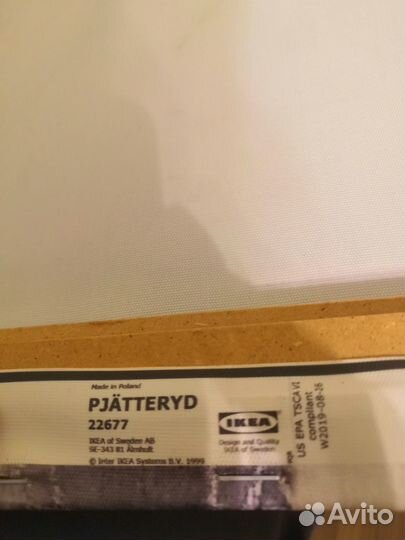 Made in Poland
PJÄTTERYD
22677
IKEA of Sweden AB
SE-343 81 Älmhult
© Inter IKEA Systems B.V. 1999
IKEA
Design and Quality
IKEA of Sweden
US EPA TSCA VI
compliant
W2019-08-26
Avito